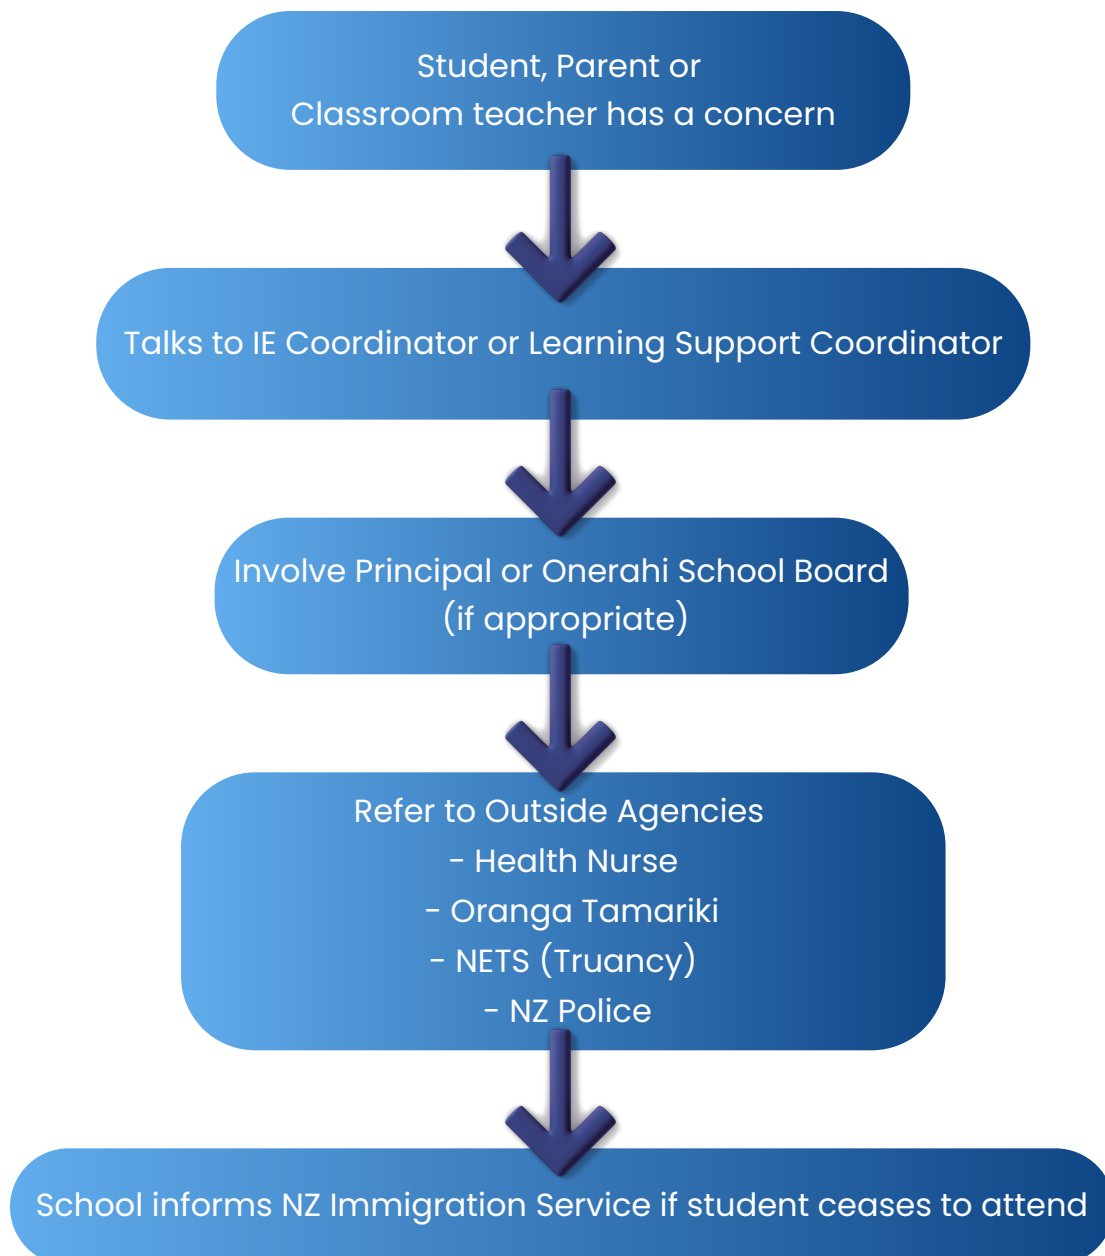 Student, Parent or
Classroom teacher has a concern
Talks to IE Coordinator or Learning Support Coordinator
Involve Principal or Onerahi School Board
(if appropriate)
Refer to Outside Agencies
- Health Nurse
- Oranga Tamariki
- NETS (Truancy)
- NZ Police
School informs NZ Immigration Service if student ceases to attend